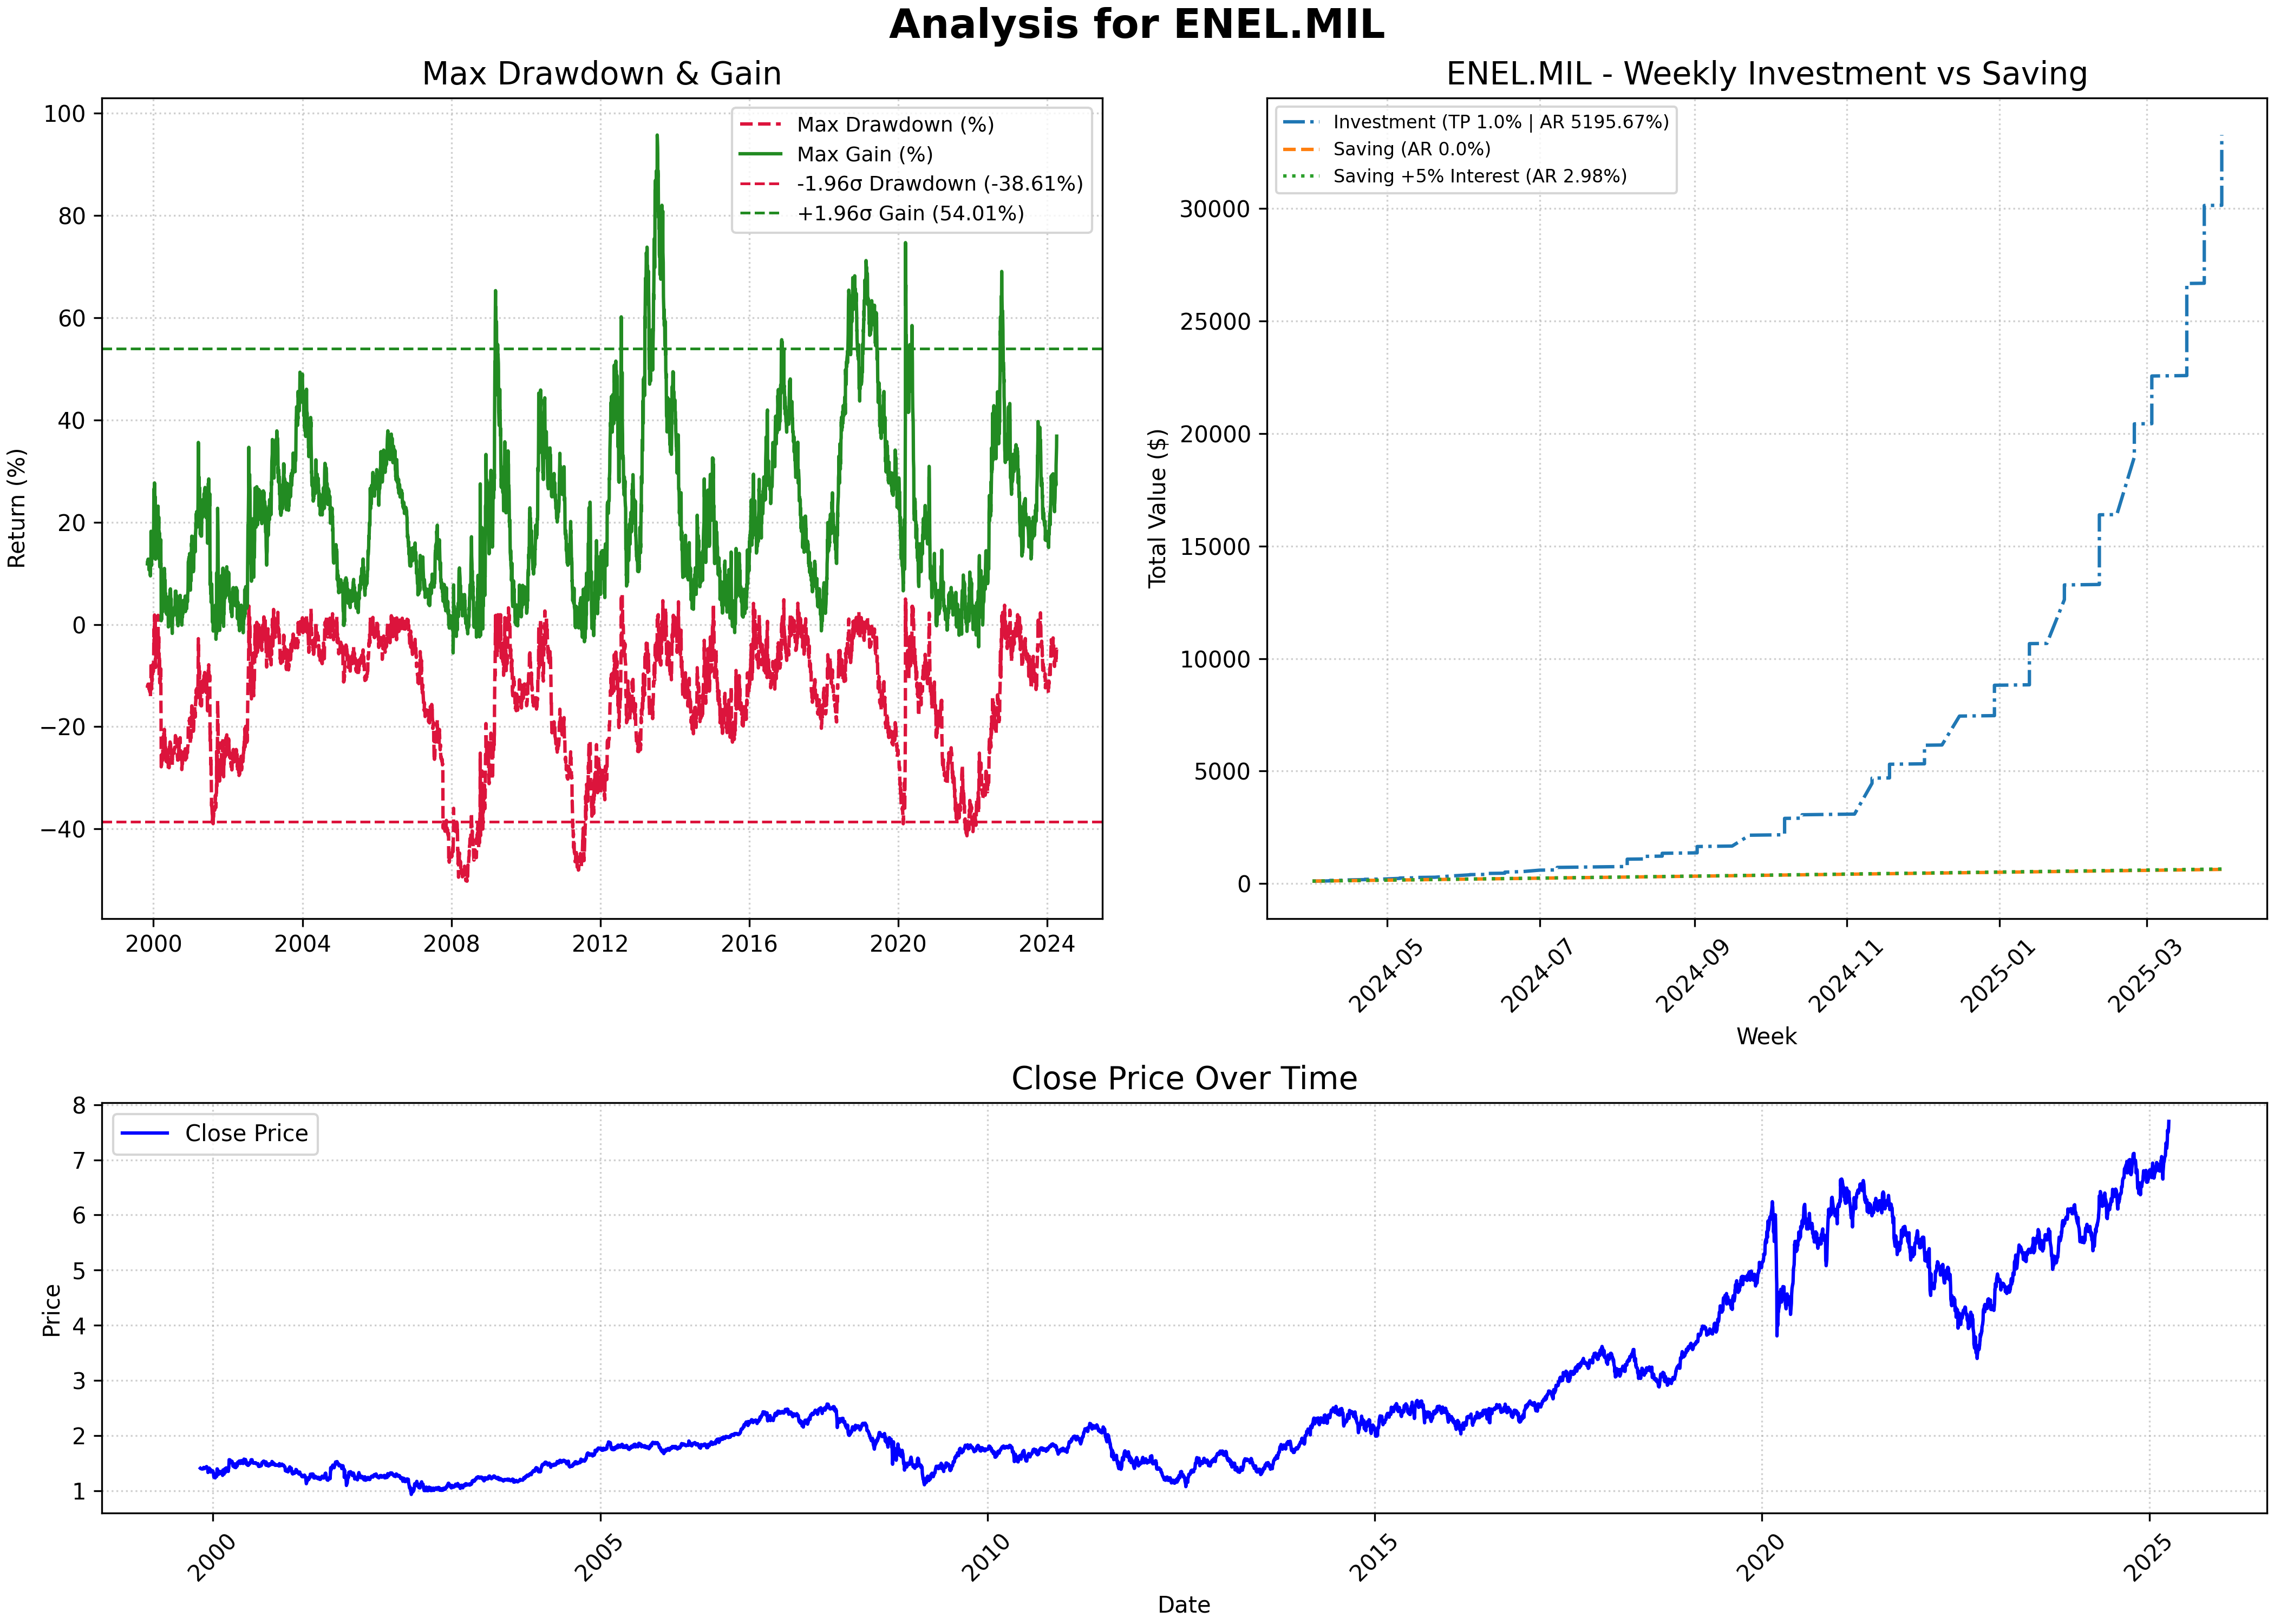 Analysis for ENEL.MIL
Max Drawdown & Gain
Return (%)
100
80
60
40
20
0
−20
−40
2000
2004
2008
2012
2016
2020
2024
Max Drawdown (%)
Max Gain (%)
-1.96σ Drawdown (-38.61%)
+1.96σ Gain (54.01%)
ENEL.MIL - Weekly Investment vs Saving
Total Value ($)
30000
25000
20000
15000
10000
5000
0
2024-05
2024-07
2024-09
2024-11
2025-01
2025-03
Week
Investment (TP 1.0% | AR 5195.67%)
Saving (AR 0.0%)
Saving +5% Interest (AR 2.98%)
Close Price Over Time
Price
8
7
6
5
4
3
2
1
2000
2005
2010
2015
2020
2025
Date
Close Price